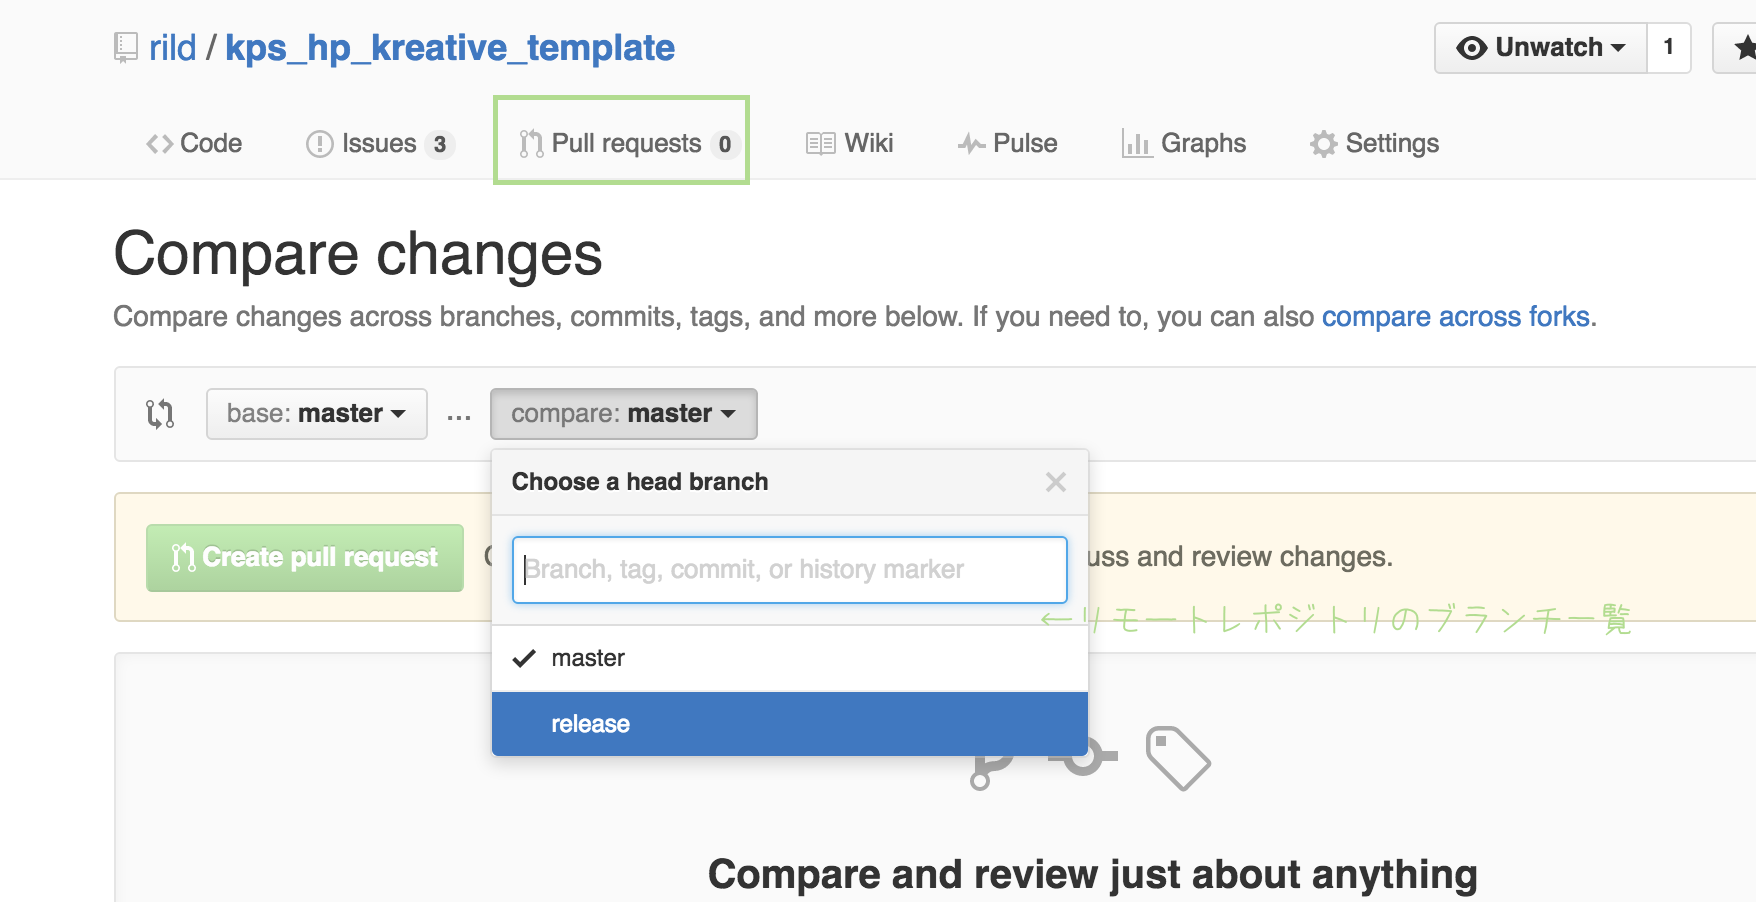 rild / kps_hp_kreative_template
Unwatch 1
Code Issues 3 Pull requests 0 Wiki Pulse Graphs Settings
Compare changes
Compare changes across branches, commits, tags, and more below. If you need to, you can also compare across forks.
base: master ... compare: master
Choose a head branch
Create pull request
Branch, tag, commit, or history marker
uss and review changes.
←リモートレポジトリのブランチ一覧
master
release
Compare and review just about anything